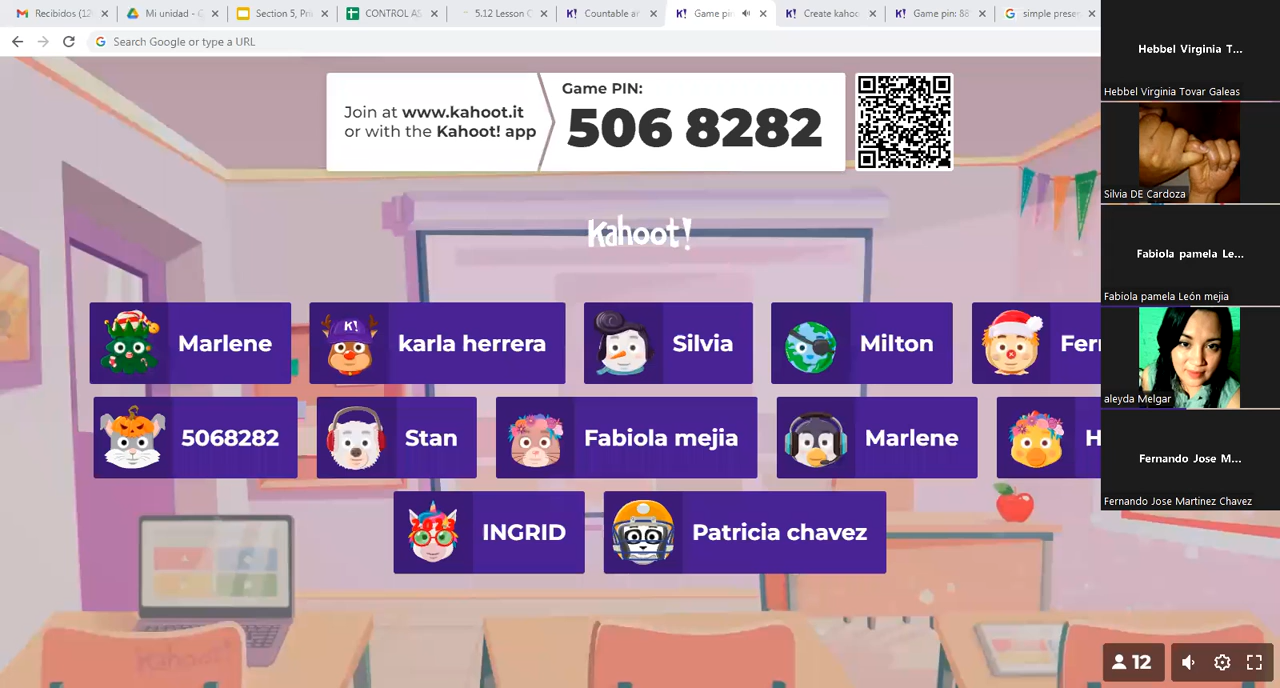 Recibidos (12
Mi unidad - G
Section 5, Pri
CONTROL AS
5.12 Lesson C
Countable an
Game pin
Create kahoo
Game pin: 88
simple prese
Search Google or type a URL
Join at www.kahoot.it
or with the Kahoot! app
Game PIN:
506 8282
Kahoot!
Marlene
karla herrera
Silvia
Milton
Fer
5068282
Stan
Fabiola mejia
Marlene
H
INGRID
Patricia chavez
12
Hebbel Virginia T...
Hebbel Virginia Tovar Galeas
Silvia DE Cardoza
Fabiola pamela Le...
Fabiola pamela León mejia
aleyda Melgar
Fernando Jose M...
Fernando Jose Martinez Chavez